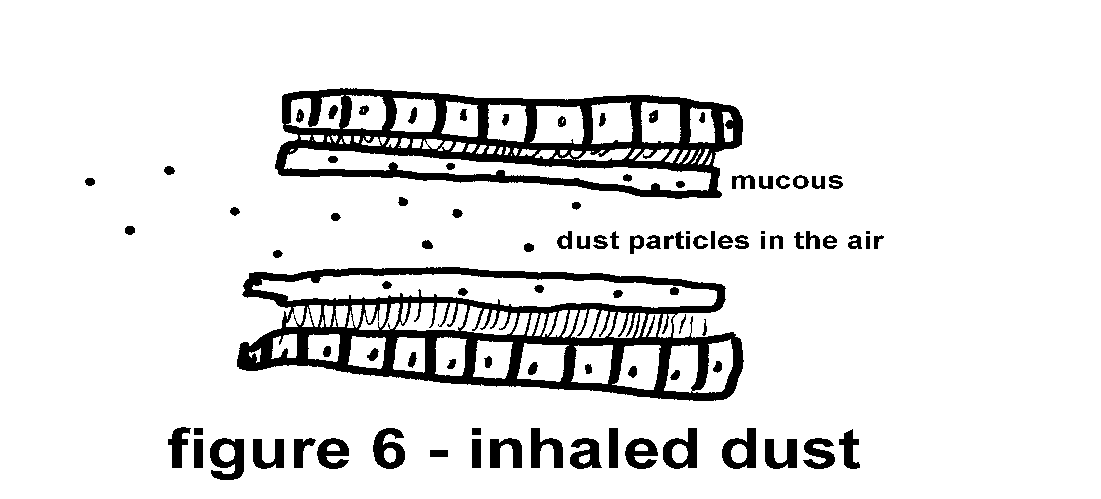 mucous
dust particles in the air
figure 6 - inhaled dust